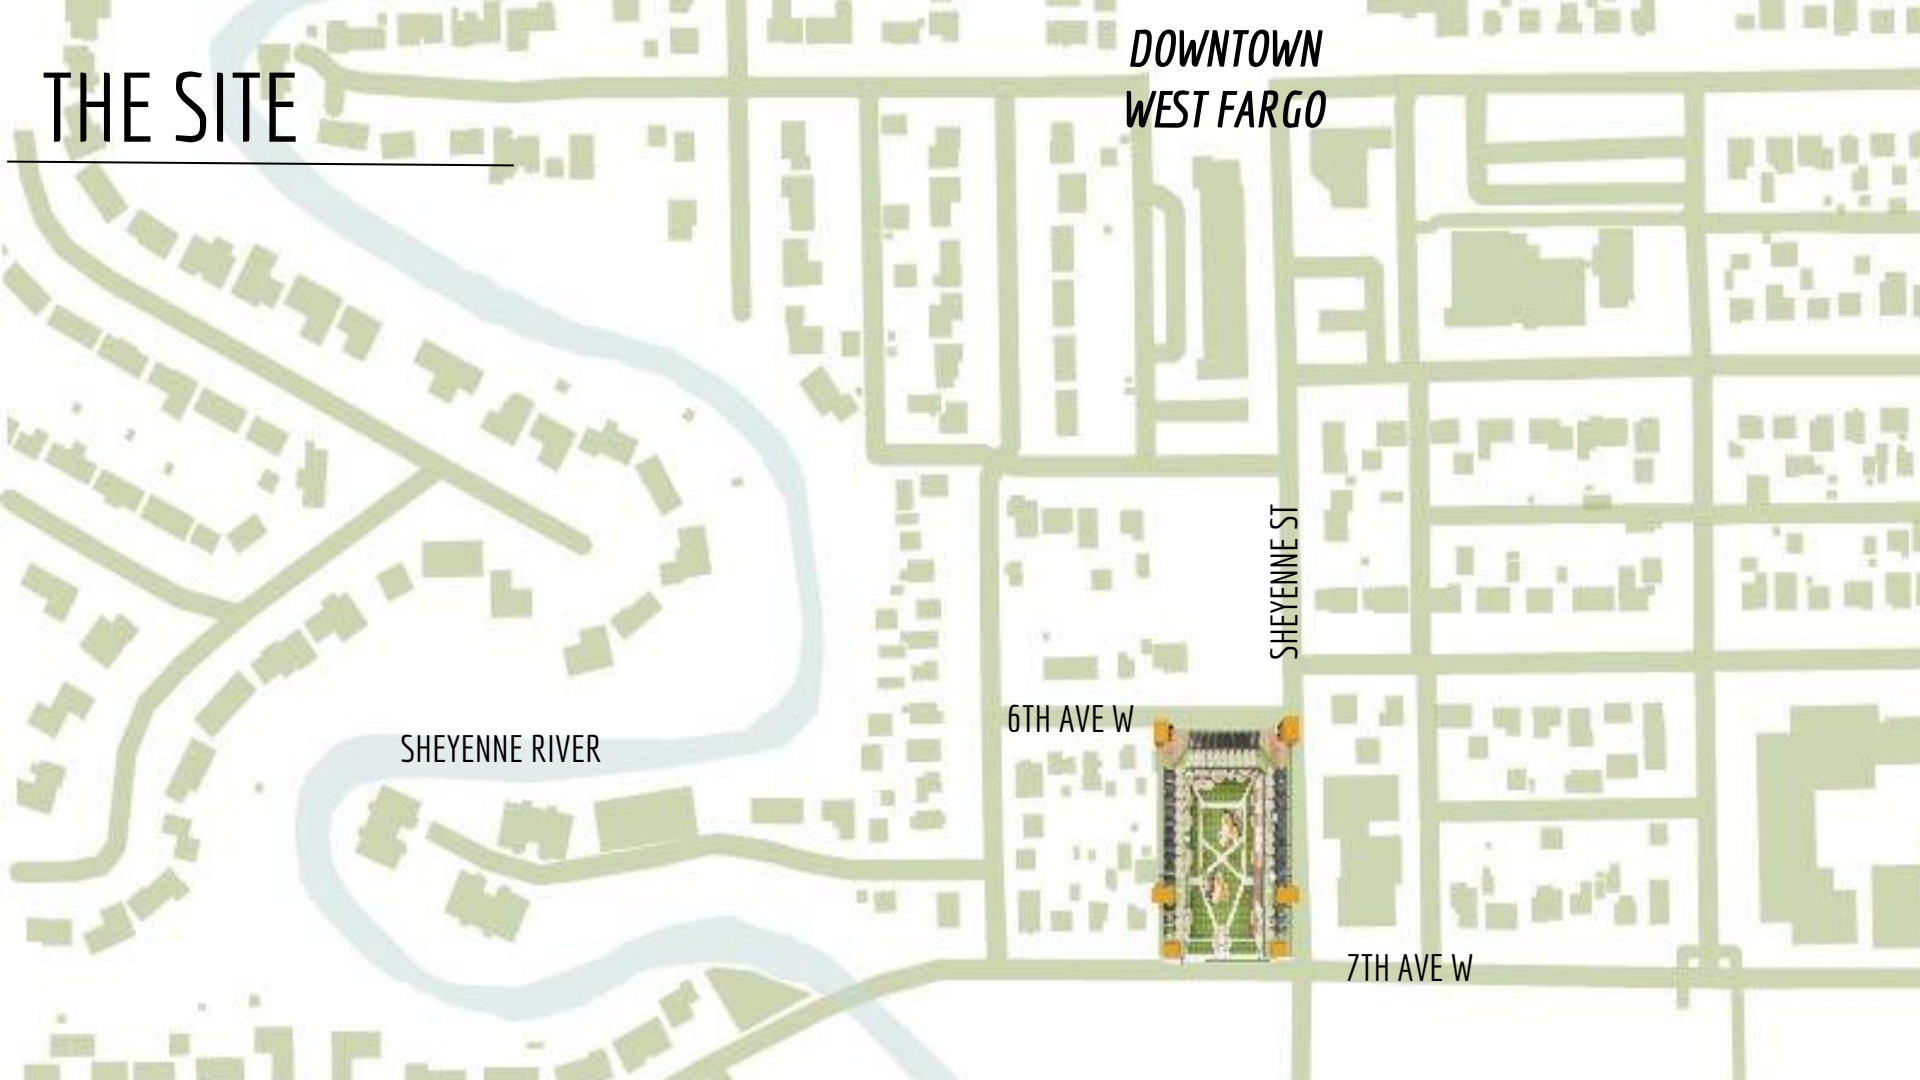 DOWNTOWN
WEST FARGO
THE SITE
SHEYENNE ST
6TH AVE W
SHEYENNE RIVER
7TH AVE W